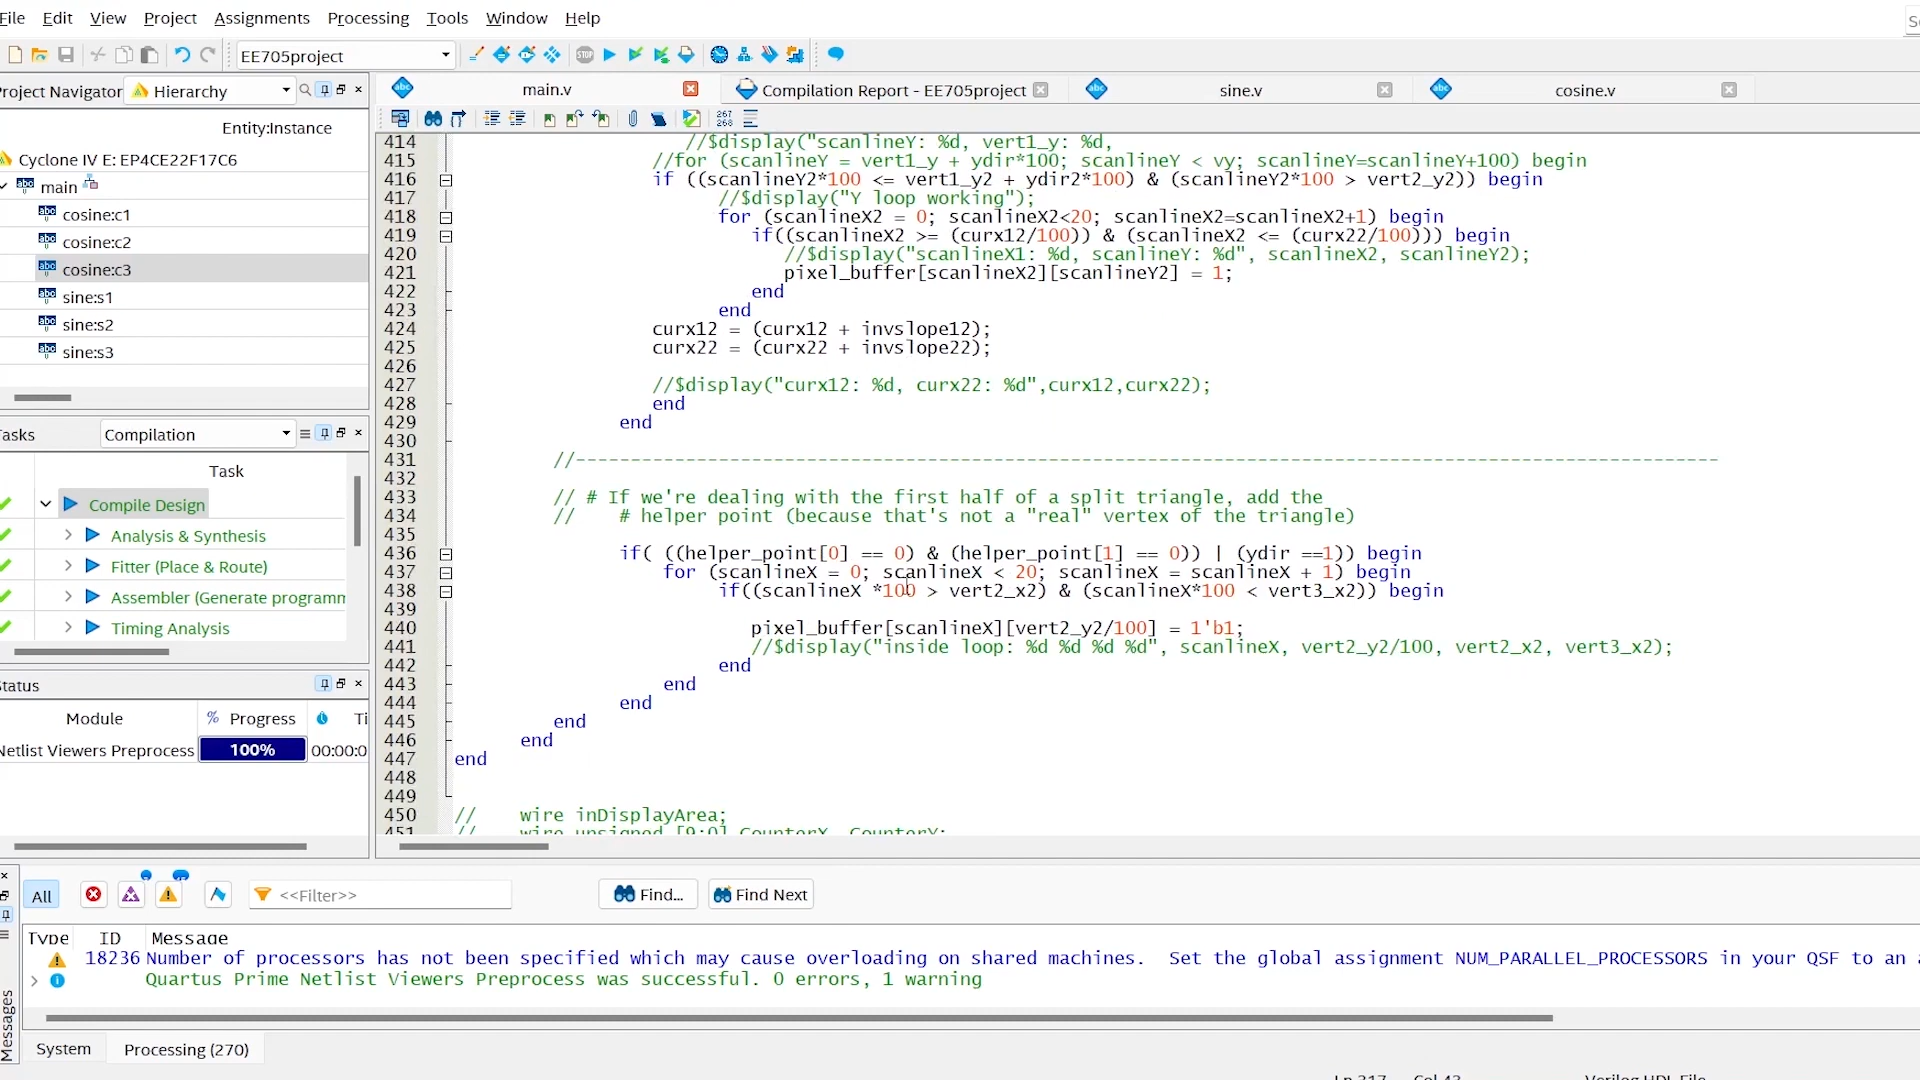 File Edit View Project Assignments Processing Tools Window Help
EE705project
Project Navigator Hierarchy
Entity:Instance
Cyclone IV E: EP4CE22F17C6
main
cosine:c1
cosine:c2
cosine:c3
sine:s1
sine:s2
sine:s3
Tasks Compilation
Task
Compile Design
Analysis & Synthesis
Fitter (Place & Route)
Assembler (Generate programm
Timing Analysis
Status
Module % Progress Ti
Netlist Viewers Preprocess 100% 00:00:0
main.v Compilation Report - EE705project sine.v cosine.v
414 //$display("scanlineY: %d, vert1_y: %d,
415 //for (scanlineY = vert1_y + ydir*100; scanlineY < vy; scanlineY=scanlineY+100) begin
416 if ((scanlineY2*100 <= vert1_y2 + ydir2*100) & (scanlineY2*100 > vert2_y2)) begin
417 //$display("Y loop working");
418 for (scanlineX2 = 0; scanlineX2<20; scanlineX2=scanlineX2+1) begin
419 if((scanlineX2 >= (curx12/100)) & (scanlineX2 <= (curx22/100))) begin
420 //$display("scanlineX1: %d, scanlineY: %d", scanlineX2, scanlineY2);
421 pixel_buffer[scanlineX2][scanlineY2] = 1;
422 end
423 end
424 curx12 = (curx12 + invslope12);
425 curx22 = (curx22 + invslope22);
426
427 //$display("curx12: %d, curx22: %d",curx12,curx22);
428 end
429 end
430
431 //--------------------------------------------------------------------------------------------------------
432
433 // # If we're dealing with the first half of a split triangle, add the
434 // # helper point (because that's not a "real" vertex of the triangle)
435
436 if( ((helper_point[0] == 0) & (helper_point[1] == 0)) | (ydir ==1)) begin
437 for (scanlineX = 0; scanlineX < 20; scanlineX = scanlineX + 1) begin
438 if((scanlineX *100 > vert2_x2) & (scanlineX*100 < vert3_x2)) begin
439
440 pixel_buffer[scanlineX][vert2_y2/100] = 1'b1;
441 //$display("inside loop: %d %d %d %d", scanlineX, vert2_y2/100, vert2_x2, vert3_x2);
442 end
443 end
444 end
445 end
446 end
447 end
448
449
450 // wire inDisplayArea;
451 // wire unsigned [9:0] CounterX, CounterY;
All <<Filter>> Find... Find Next
Type ID Message
18236 Number of processors has not been specified which may cause overloading on shared machines. Set the global assignment NUM_PARALLEL_PROCESSORS in your QSF to an a
Quartus Prime Netlist Viewers Preprocess was successful. 0 errors, 1 warning
Messages
System Processing (270)
Ln 317 Col 43 Verilog HDL File